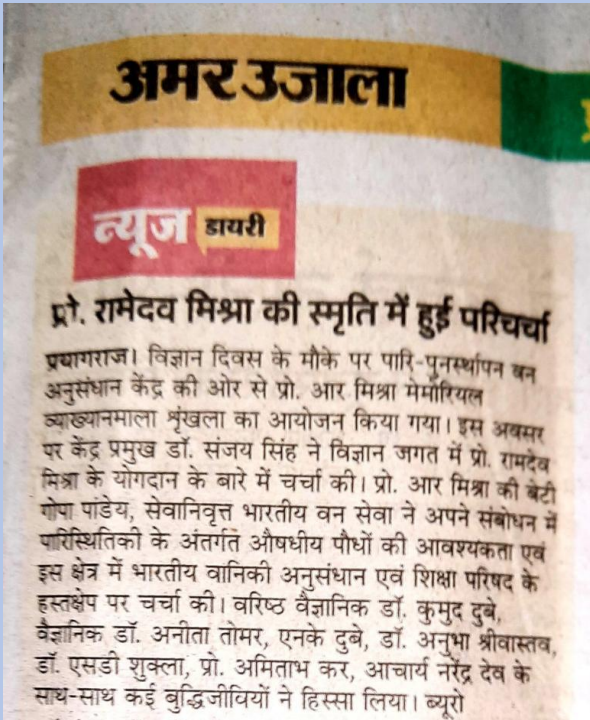 अमर उजाला
न्यूज डायरी
प्रो. रामेदव मिश्रा की स्मृति में हुई परिचर्चा
प्रयागराज। विज्ञान दिवस के मौके पर पारि-पुनर्स्थापन वन
अनुसंधान केंद्र की ओर से प्रो. आर मिश्रा मेमोरियल
व्याख्यानमाला शृंखला का आयोजन किया गया। इस अवसर
पर केंद्र प्रमुख डॉ. संजय सिंह ने विज्ञान जगत में प्रो. रामदेव
मिश्रा के योगदान के बारे में चर्चा की। प्रो. आर मिश्रा की बेटी
गोपा पांडेय, सेवानिवृत्त भारतीय वन सेवा ने अपने संबोधन में
पारिस्थितिकी के अंतर्गत औषधीय पौधों की आवश्यकता एवं
इस क्षेत्र में भारतीय वानिकी अनुसंधान एवं शिक्षा परिषद के
हस्तक्षेप पर चर्चा की। वरिष्ठ वैज्ञानिक डॉ. कुमुद दुबे,
वैज्ञानिक डॉ. अनीता तोमर, एनके दुबे, डॉ. अनुभा श्रीवास्तव,
डॉ. एसडी शुक्ला, प्रो. अमिताभ कर, आचार्य नरेंद्र देव के
साथ-साथ कई बुद्धिजीवियों ने हिस्सा लिया। ब्यूरो